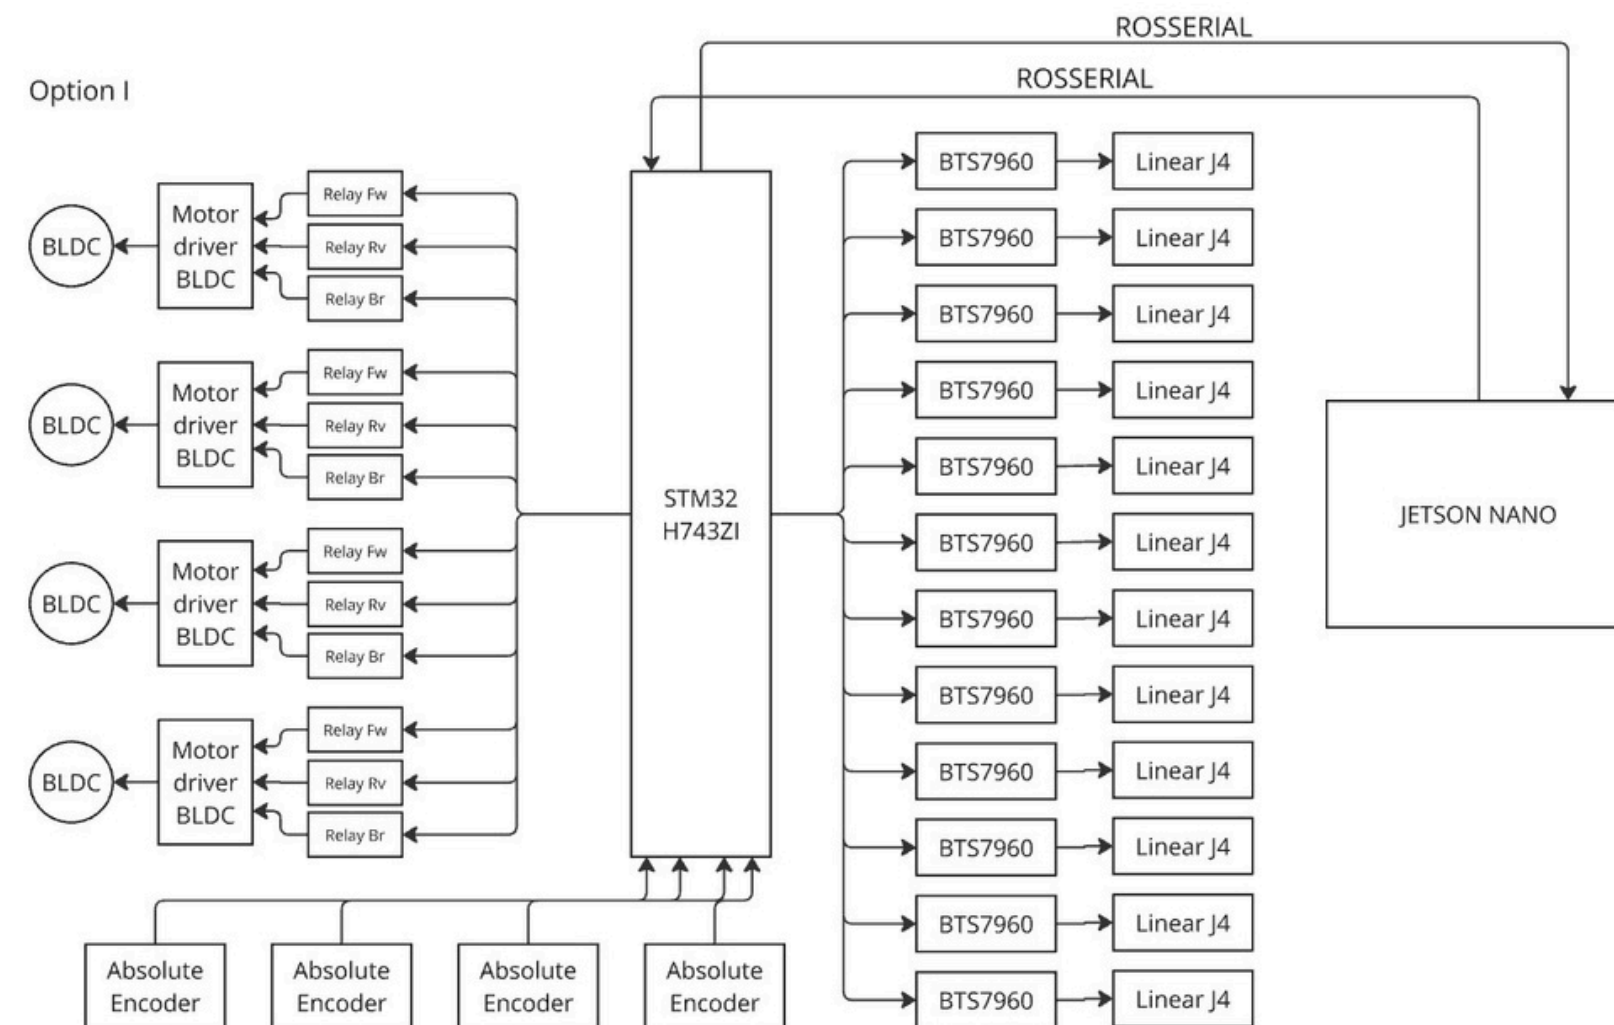 ROSSERIAL
ROSSERIAL
Option I
BLDC
Motor
driver
BLDC
Relay Fw
Relay Rv
Relay Br
BLDC
Motor
driver
BLDC
Relay Fw
Relay Rv
Relay Br
BLDC
Motor
driver
BLDC
Relay Fw
Relay Rv
Relay Br
BLDC
Motor
driver
BLDC
Relay Fw
Relay Rv
Relay Br
Absolute
Encoder
Absolute
Encoder
Absolute
Encoder
Absolute
Encoder
STM32
H743ZI
BTS7960
Linear J4
BTS7960
Linear J4
BTS7960
Linear J4
BTS7960
Linear J4
BTS7960
Linear J4
BTS7960
Linear J4
BTS7960
Linear J4
BTS7960
Linear J4
BTS7960
Linear J4
BTS7960
Linear J4
BTS7960
Linear J4
BTS7960
Linear J4
JETSON NANO